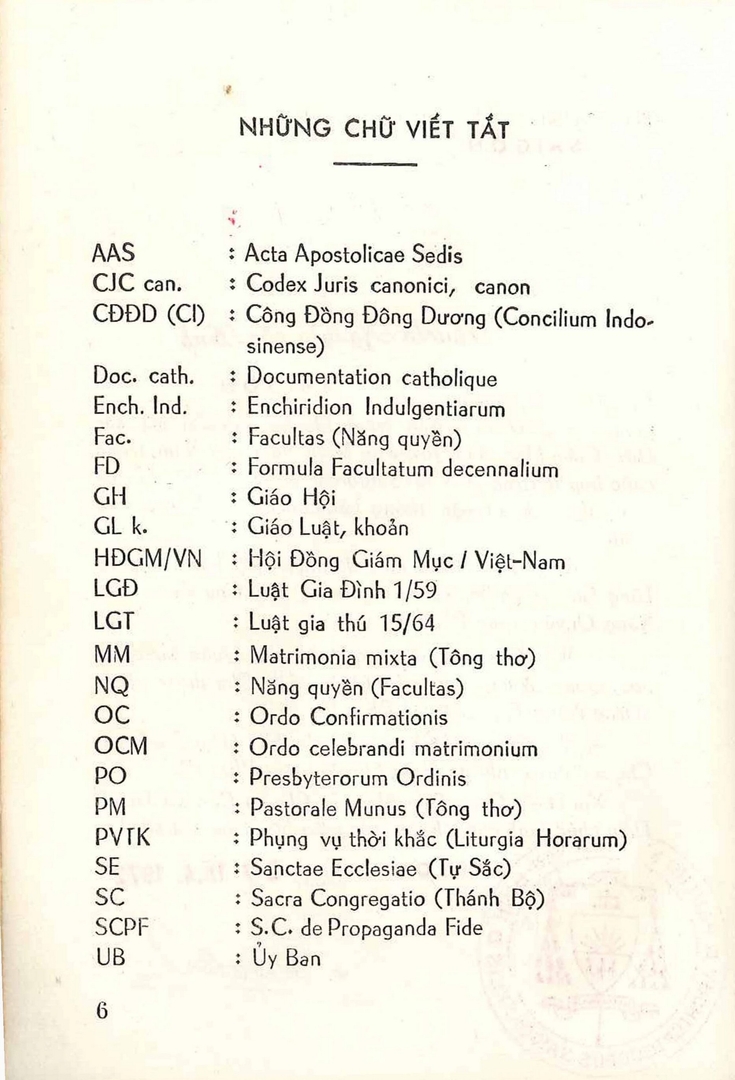 NHỮNG CHỮ VIẾT TẮT
AAS : Acta Apostolicae Sedis
CJC can. : Codex Juris canonici, canon
CĐĐD (CI) : Công Đồng Đông Dương (Concilium Indo-
sinense)
Doc. cath. : Documentation catholique
Ench. Ind. : Enchiridion Indulgentiarum
Fac. : Facultas (Năng quyền)
FD : Formula Facultatum decennalium
GH : Giáo Hội
GL k. : Giáo Luật, khoản
HĐGM/VN : Hội Đồng Giám Mục / Việt-Nam
LGĐ : Luật Gia Đình 1/59
LGT : Luật gia thú 15/64
MM : Matrimonia mixta (Tông thơ)
NQ : Năng quyền (Facultas)
OC : Ordo Confirmationis
OCM : Ordo celebrandi matrimonium
PO : Presbyterorum Ordinis
PM : Pastorale Munus (Tông thơ)
PVTK : Phụng vụ thời khắc (Liturgia Horarum)
SE : Sanctae Ecclesiae (Tự Sắc)
SC : Sacra Congregatio (Thánh Bộ)
SCPF : S.C. de Propaganda Fide
UB : Ủy Ban
6